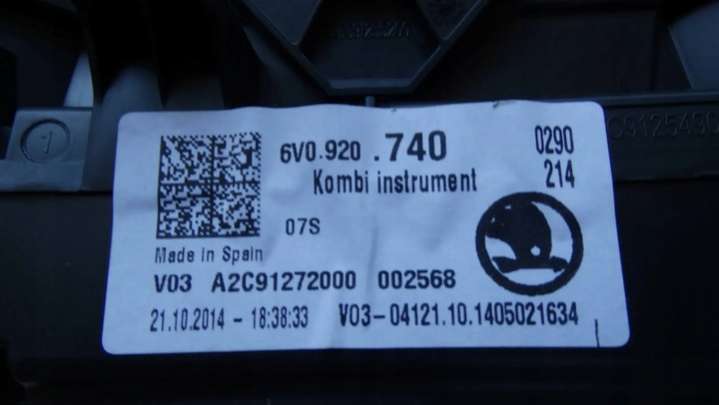 1
6V0.920 .740 0290
Kombi instrument 214
07S
Made in Spain
V03 A2C91272000 002568
21.10.2014 - 18:38:33 V03-04121.10.1405021634